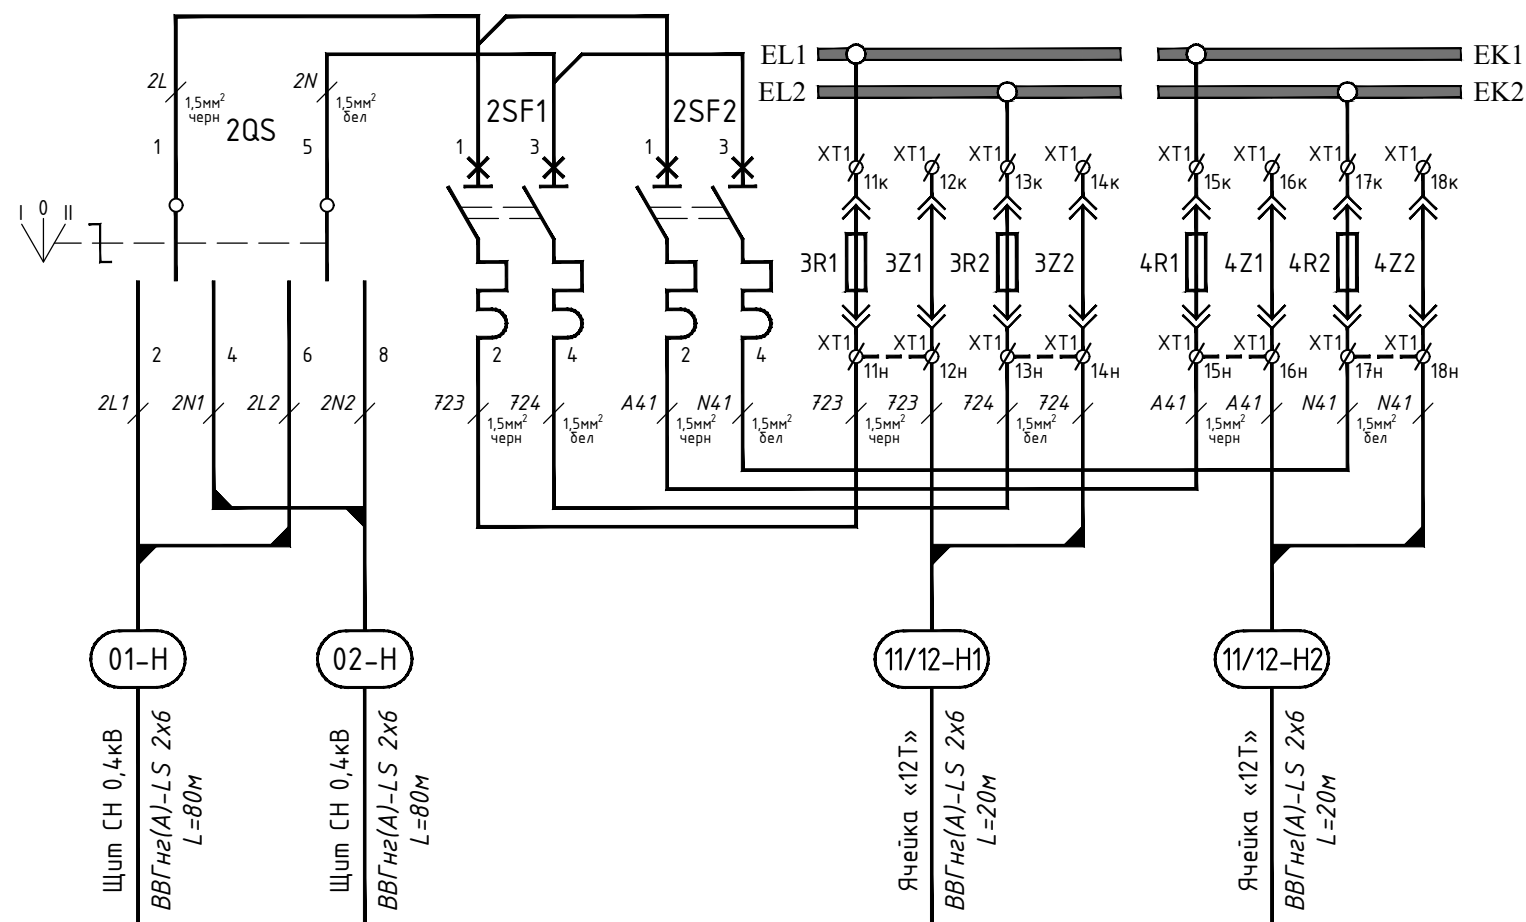 EL1
EK1
EL2
EK2
2L
2N
1,5мм²
черн
1,5мм²
бел
2QS
2SF1
2SF2
1
5
1
3
1
3
XT1
XT1
XT1
XT1
XT1
XT1
XT1
XT1
11к
12к
13к
14к
15к
16к
17к
18к
I
0
II
3R1
3Z1
3R2
3Z2
4R1
4Z1
4R2
4Z2
2
4
6
8
2
4
2
4
XT1
XT1
XT1
XT1
XT1
XT1
XT1
XT1
11н
12н
13н
14н
15н
16н
17н
18н
2L1
2N1
2L2
2N2
723
724
A41
N41
723
723
724
724
A41
A41
N41
N41
1,5мм²
черн
1,5мм²
бел
1,5мм²
черн
1,5мм²
бел
1,5мм²
черн
1,5мм²
бел
1,5мм²
черн
1,5мм²
бел
01-Н
02-Н
11/12-Н1
11/12-Н2
Щит СН 0,4кВ
ВВГнг(А)-LS 2х6
L=80м
Щит СН 0,4кВ
ВВГнг(А)-LS 2х6
L=80м
Ячейка «12Т»
ВВГнг(А)-LS 2х6
L=20м
Ячейка «12Т»
ВВГнг(А)-LS 2х6
L=20м